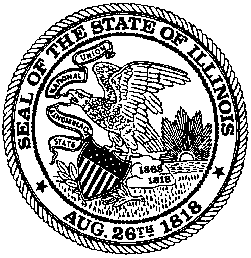 SEAL OF THE STATE OF ILLINOIS
STATE
SOVEREIGNTY
NATIONAL
UNION
1868
1818
AUG. 26TH 1818